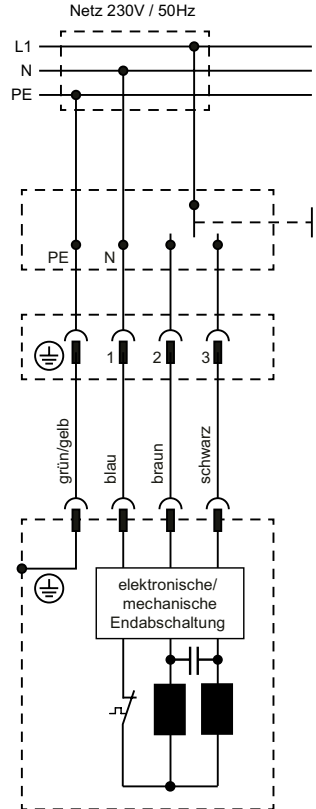 Netz 230V / 50Hz
L1
N
PE
PE N
1 2 3
grün/gelb
blau
braun
schwarz
elektronische/
mechanische
Endabschaltung